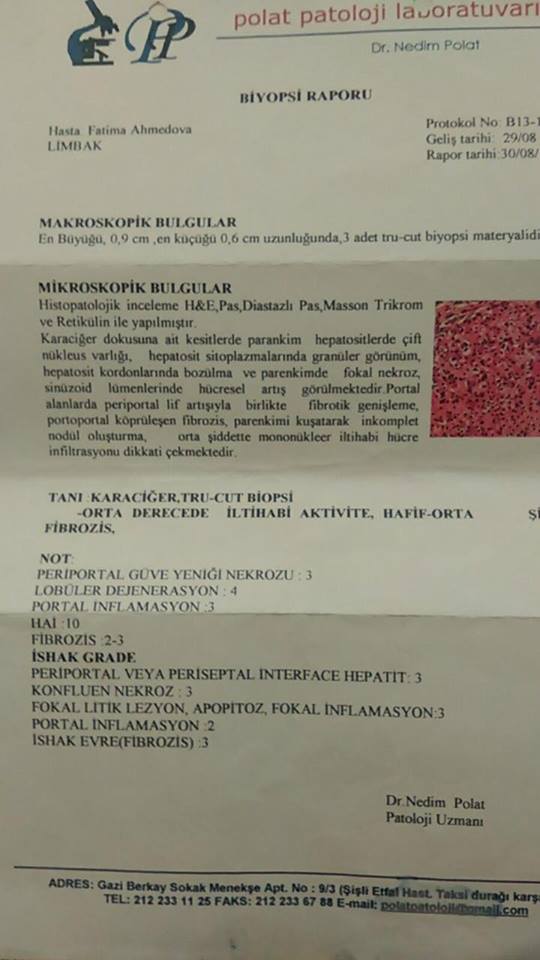 polat patoloji laboratuvarı
Dr. Nedim Polat
BİYOPSİ RAPORU
Hasta Fatima Ahmedova
LİMBAK
Protokol No: B13-1
Geliş tarihi: 29/08
Rapor tarihi:30/08/
MAKROSKOPİK BULGULAR
En Büyüğü, 0,9 cm ,en küçüğü 0,6 cm uzunluğunda,3 adet tru-cut biyopsi materyalidi
MİKROSKOPİK BULGULAR
Histopatolojik inceleme H&E,Pas,Diastazlı Pas,Masson Trikrom
ve Retikülin ile yapılmıştır.
Karaciğer dokusuna ait kesitlerde parankim hepatositlerde çift
nükleus varlığı, hepatosit sitoplazmalarında granüler görünüm,
hepatosit kordonlarında bozülma ve parenkimde fokal nekroz,
sinüzoid lümenlerinde hücresel artış görülmektedir.Portal
alanlarda periportal lif artışıyla birlikte fibrotik genişleme,
portoportal köprüleşen fibrozis, parenkimi kuşatarak inkomplet
nodül oluşturma, orta şiddette mononükleer iltihabi hücre
infiltrasyonu dikkati çekmektedir.
TANI :KARACİĞER,TRU-CUT BİOPSİ
-ORTA DERECEDE İLTİHABİ AKTİVİTE, HAFİF-ORTA Şİ
FİBROZİS,
NOT:
PERİPORTAL GÜVE YENİĞİ NEKROZU : 3
LOBÜLER DEJENERASYON : 4
PORTAL İNFLAMASYON :3
HAİ :10
FİBROZİS :2-3
İSHAK GRADE
PERİPORTAL VEYA PERİSEPTAL İNTERFACE HEPATİT: 3
KONFLUEN NEKROZ : 3
FOKAL LİTİK LEZYON, APOPİTOZ, FOKAL İNFLAMASYON:3
PORTAL İNFLAMASYON :2
İSHAK EVRE(FİBROZİS) :3
Dr.Nedim Polat
Patoloji Uzmanı
ADRES: Gazi Berkay Sokak Menekşe Apt. No : 9/3 (Şişli Etfal Hast. Taksi durağı karşı
TEL: 212 233 11 25 FAKS: 212 233 67 88 E-mail: polatpatoloji@gmail.com